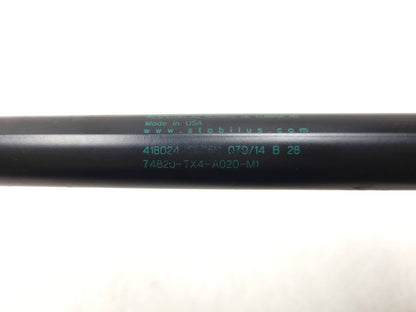 Made in USA
www.stabilus.com
418024 079/14 B 28
74820-TX4-A020-M1